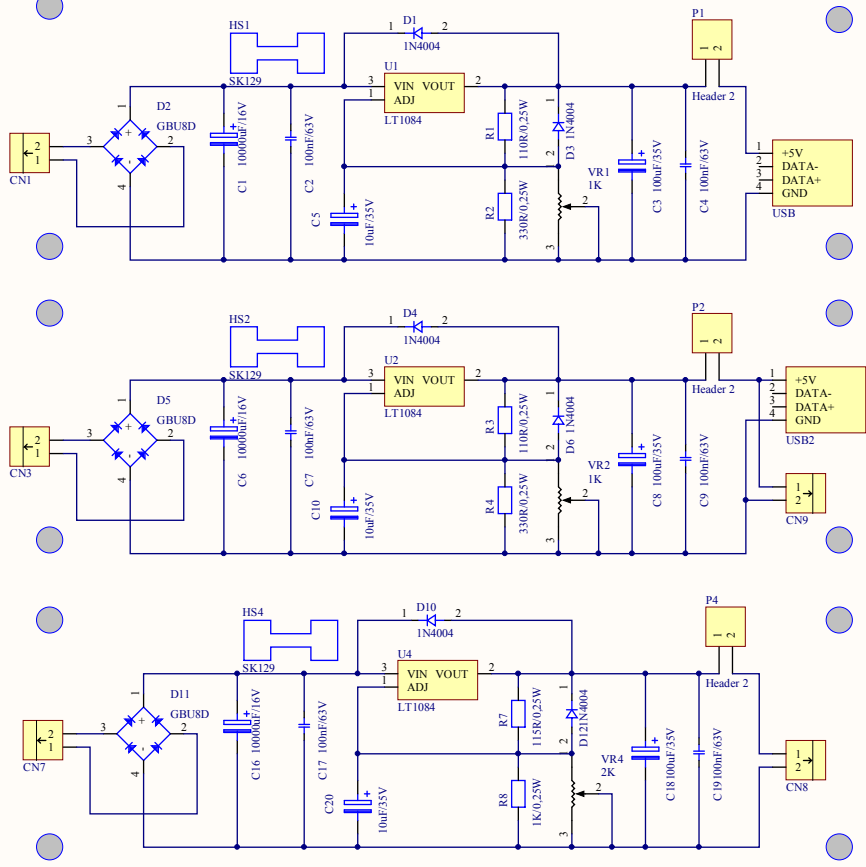 HS1
SK129
1 D1 2
1N4004
P1
1 2
Header 2
U1
3 VIN VOUT 2
1 ADJ
LT1084
D2
GBU8D
1
3 + 2
-
4
2
1
CN1
C1 10000uF/16V
C2 100nF/63V
C5 10uF/35V
R1 110R/0,25W
R2 330R/0,25W
1
D3 1N4004
2
VR1
1K
2
3
C3 100uF/35V
C4 100nF/63V
1 +5V
2 DATA-
3 DATA+
4 GND
USB
HS2
SK129
1 D4 2
1N4004
P2
1 2
Header 2
U2
3 VIN VOUT 2
1 ADJ
LT1084
D5
GBU8D
1
3 + 2
-
4
2
1
CN3
C6 10000uF/16V
C7 100nF/63V
C10 10uF/35V
R3 110R/0,25W
R4 330R/0,25W
1
D6 1N4004
2
VR2
1K
2
3
C8 100uF/35V
C9 100nF/63V
1 +5V
2 DATA-
3 DATA+
4 GND
USB2
1
2
CN9
HS4
SK129
1 D10 2
1N4004
P4
1 2
Header 2
U4
3 VIN VOUT 2
1 ADJ
LT1084
D11
GBU8D
1
3 + 2
-
4
2
1
CN7
C16 10000uF/16V
C17 100nF/63V
C20 10uF/35V
R7 115R/0,25W
R8 1K/0,25W
1
D12 1N4004
2
VR4
2K
2
3
C18 100uF/35V
C19 100nF/63V
1
2
CN8